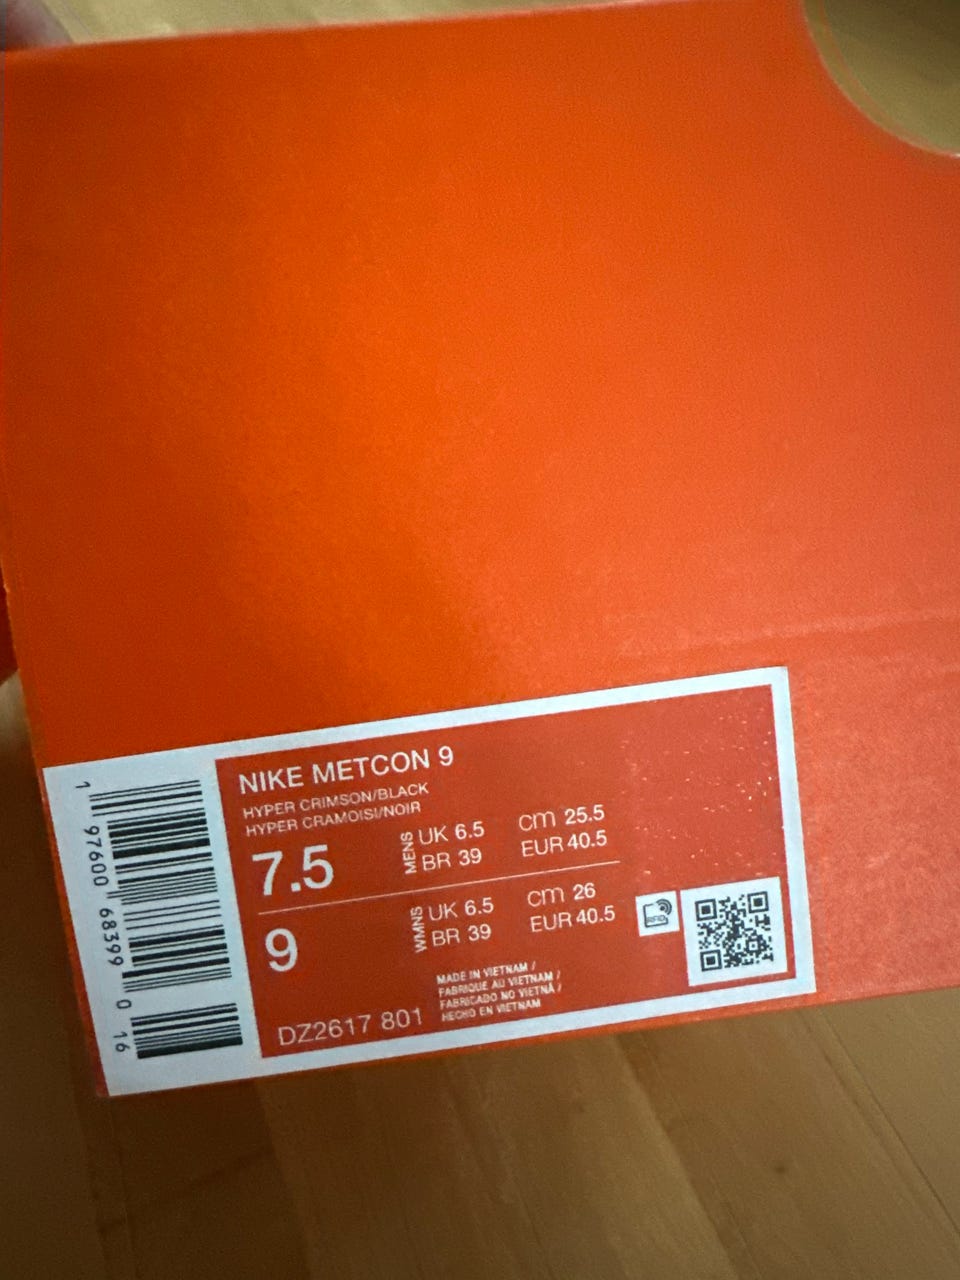 NIKE METCON 9
HYPER CRIMSON/BLACK
HYPER CRAMOISI/NOIR
7.5
MENS
UK 6.5 cm 25.5
BR 39 EUR 40.5
9
WMNS
UK 6.5 cm 26
BR 39 EUR 40.5
RFID
MADE IN VIETNAM /
FABRIQUE AU VIETNAM /
FABRICADO NO VIETNÃ /
HECHO EN VIETNAM
DZ2617 801
1 97600 68399 0 16